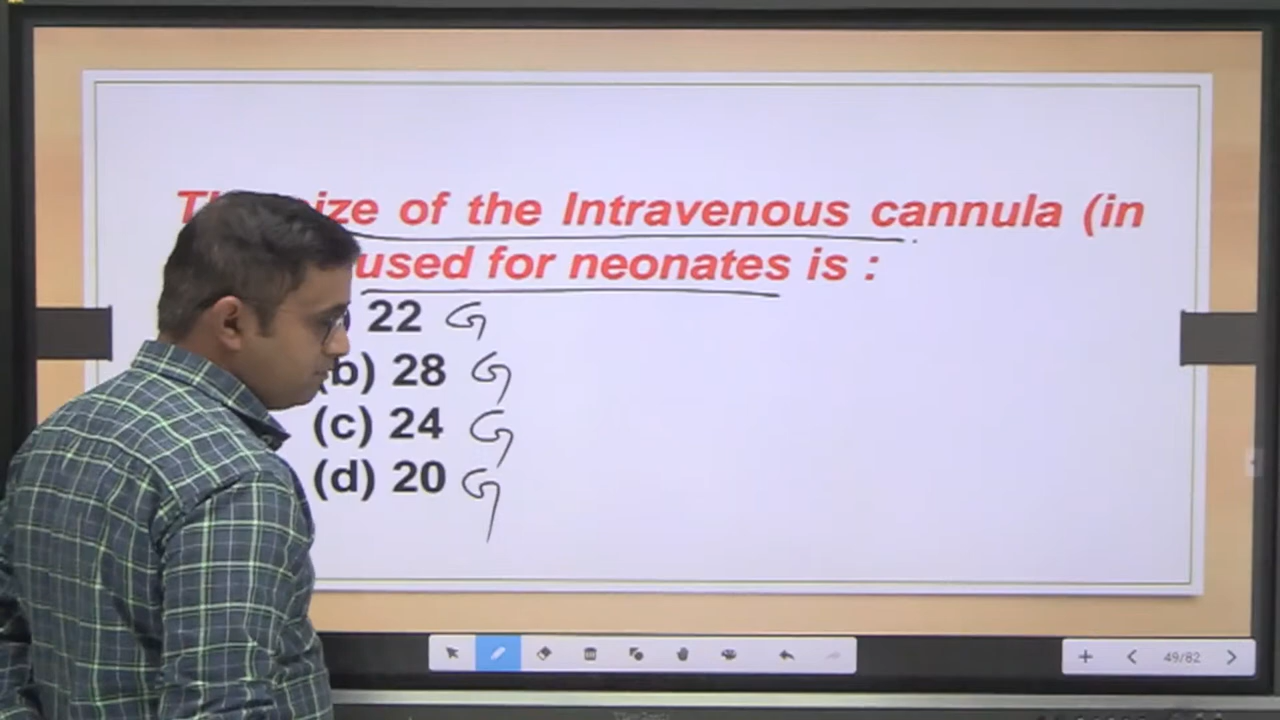 size of the Intravenous cannula (in
used for neonates is :
22 G
(b) 28 G
(c) 24 G
(d) 20 G
49/82